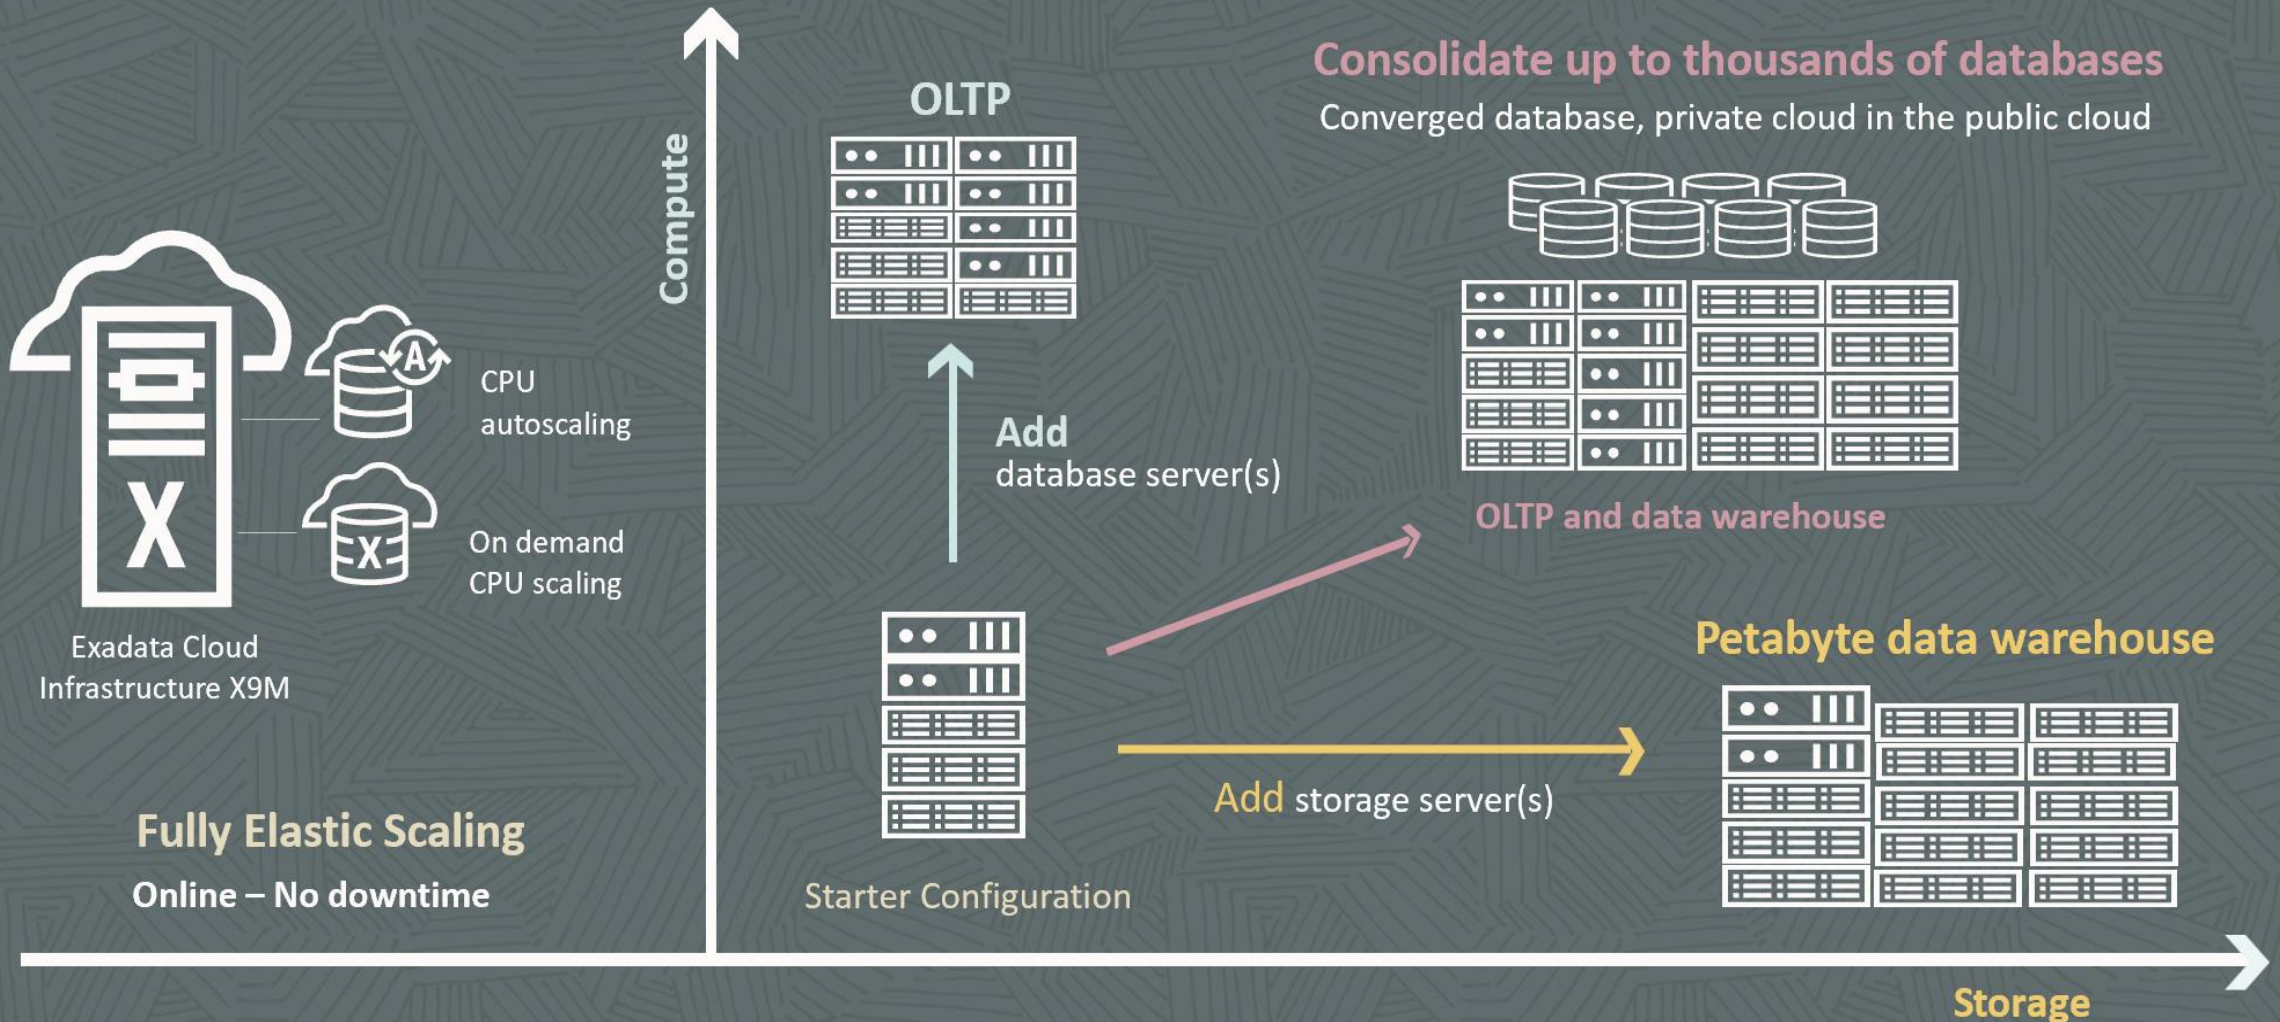 Compute
OLTP
Consolidate up to thousands of databases
Converged database, private cloud in the public cloud
A
CPU
autoscaling
X
X
On demand
CPU scaling
Exadata Cloud
Infrastructure X9M
Add
database server(s)
OLTP and data warehouse
Petabyte data warehouse
Add storage server(s)
Fully Elastic Scaling
Online – No downtime
Starter Configuration
Storage